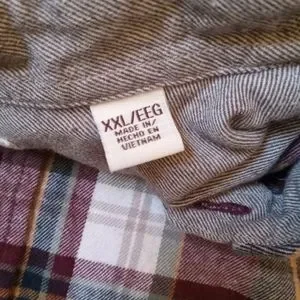 XXL/EEG
MADE IN/
HECHO EN
VIETNAM